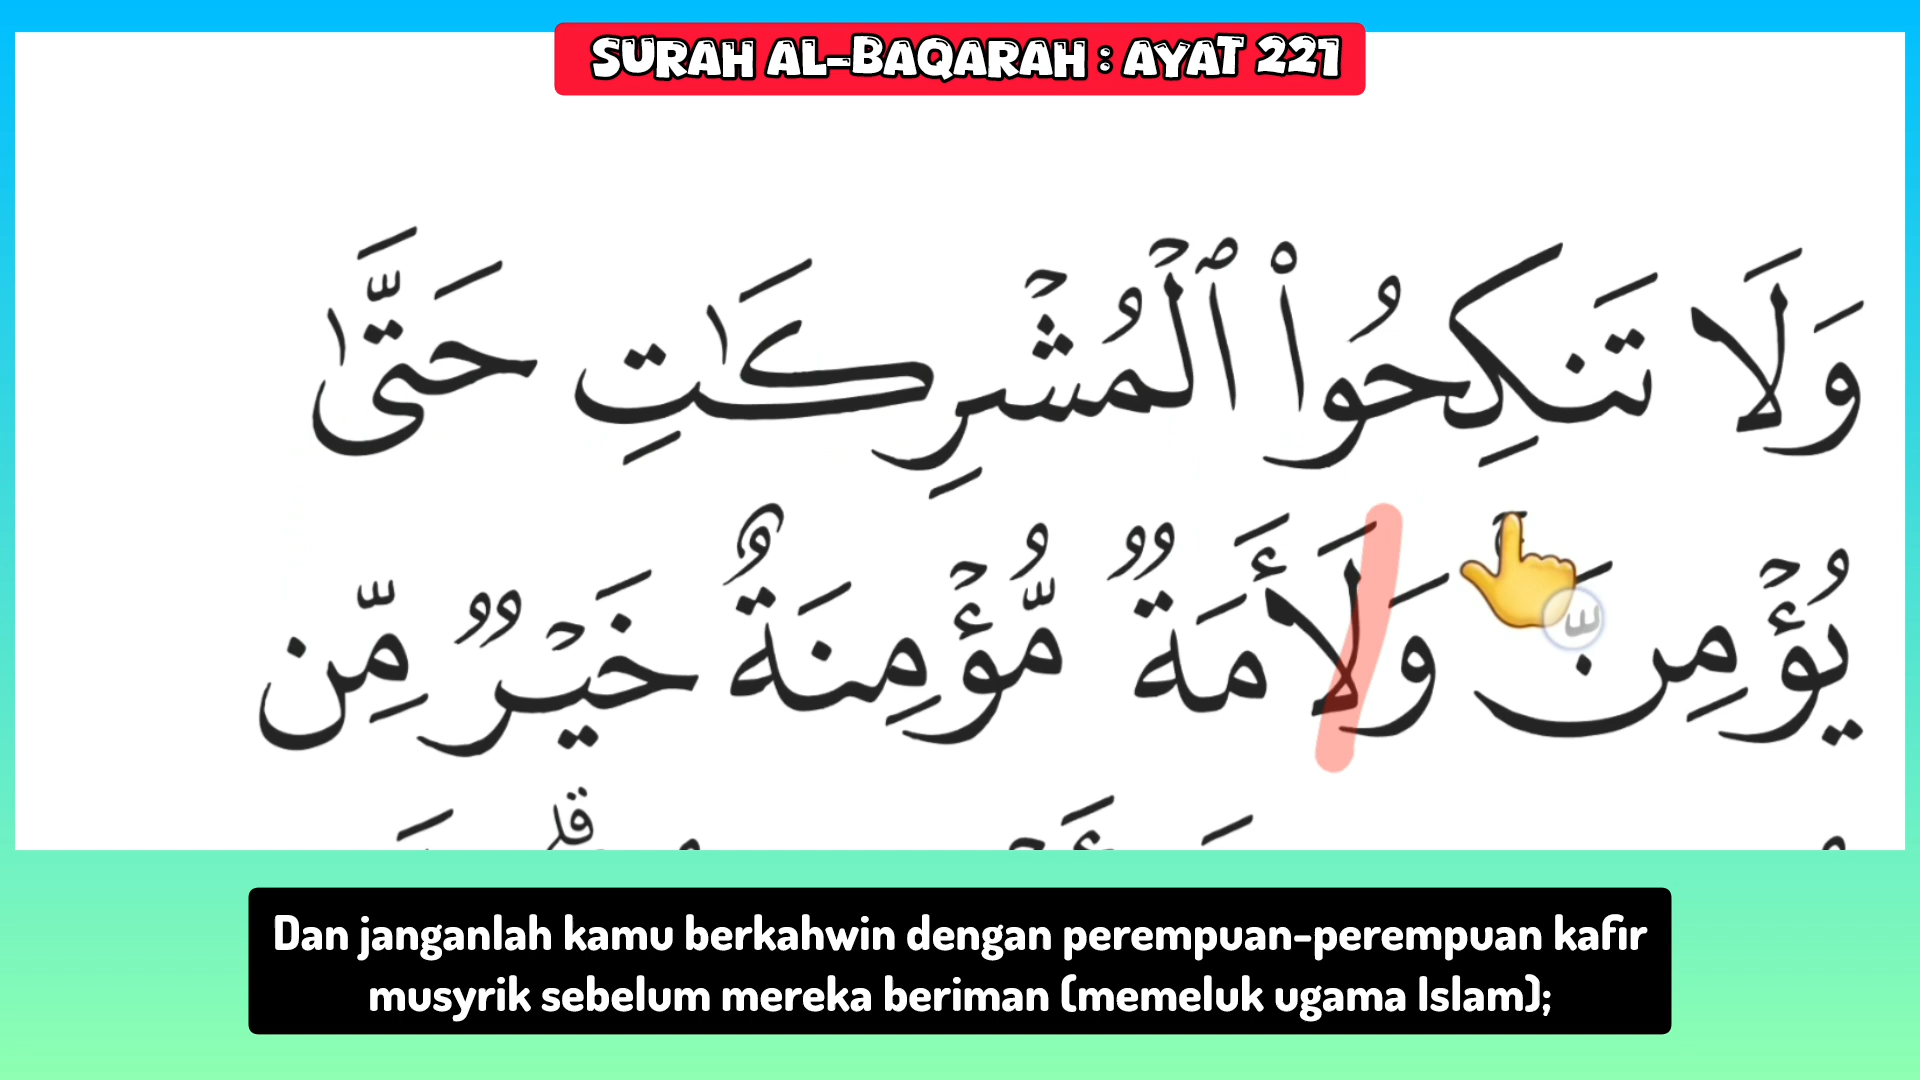 SURAH AL-BAQARAH : AYAT 221
وَلَا تَنكِحُوا۟ ٱلْمُشْرِكَٰتِ حَتَّىٰ
يُؤْمِنَّ وَلَأَمَةٌ مُّؤْمِنَةٌ خَيْرٌ مِّن
Dan janganlah kamu berkahwin dengan perempuan-perempuan kafir
musyrik sebelum mereka beriman (memeluk ugama Islam);